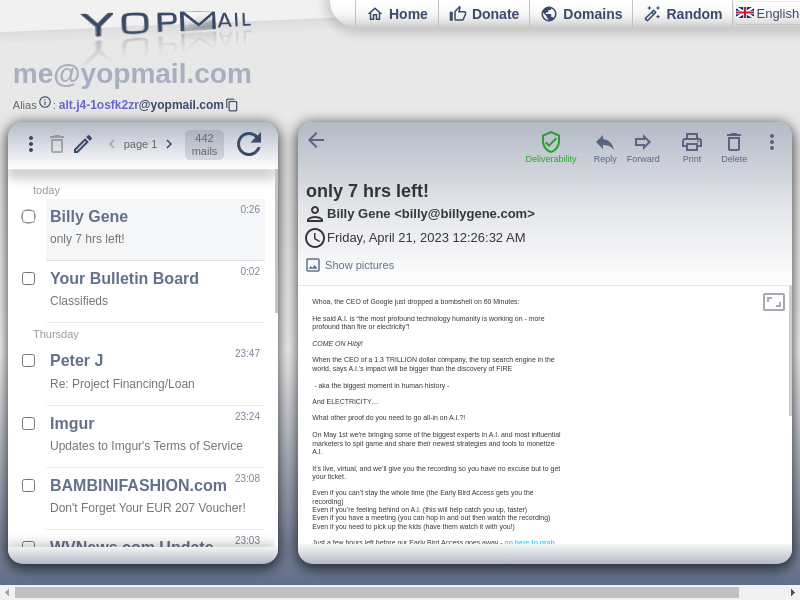 YOPMAIL
Home
Donate
Domains
Random
English
me@yopmail.com
Alias : alt.j4-1osfk2zr@yopmail.com
page 1
442
mails
today
Billy Gene
0:26
only 7 hrs left!
Your Bulletin Board
0:02
Classifieds
Thursday
Peter J
23:47
Re: Project Financing/Loan
Imgur
23:24
Updates to Imgur's Terms of Service
BAMBINIFASHION.com
23:08
Don't Forget Your EUR 207 Voucher!
WVNews.com Update
23:03
Deliverability
Reply
Forward
Print
Delete
only 7 hrs left!
Billy Gene <billy@billygene.com>
Friday, April 21, 2023 12:26:32 AM
Show pictures
Whoa, the CEO of Google just dropped a bombshell on 60 Minutes:
He said A.I. is "the most profound technology humanity is working on - more
profound than fire or electricity"!
COME ON Hibiji!
When the CEO of a 1.3 TRILLION dollar company, the top search engine in the
world, says A.I.'s impact will be bigger than the discovery of FIRE
- aka the biggest moment in human history -
And ELECTRICITY…
What other proof do you need to go all-in on A.I.?!
On May 1st we're bringing some of the biggest experts in A.I. and most influential
marketers to spit game and share their newest strategies and tools to monetize
A.I.
It's live, virtual, and we'll give you the recording so you have no excuse but to get
your ticket.
Even if you can't stay the whole time (the Early Bird Access gets you the
recording)
Even if you're feeling behind on A.I. (this will help catch you up, faster)
Even if you have a meeting (you can hop in and out then watch the recording)
Even if you need to pick up the kids (have them watch it with you!)
Just a few hours left before our Early Bird Access goes away - go here to grab